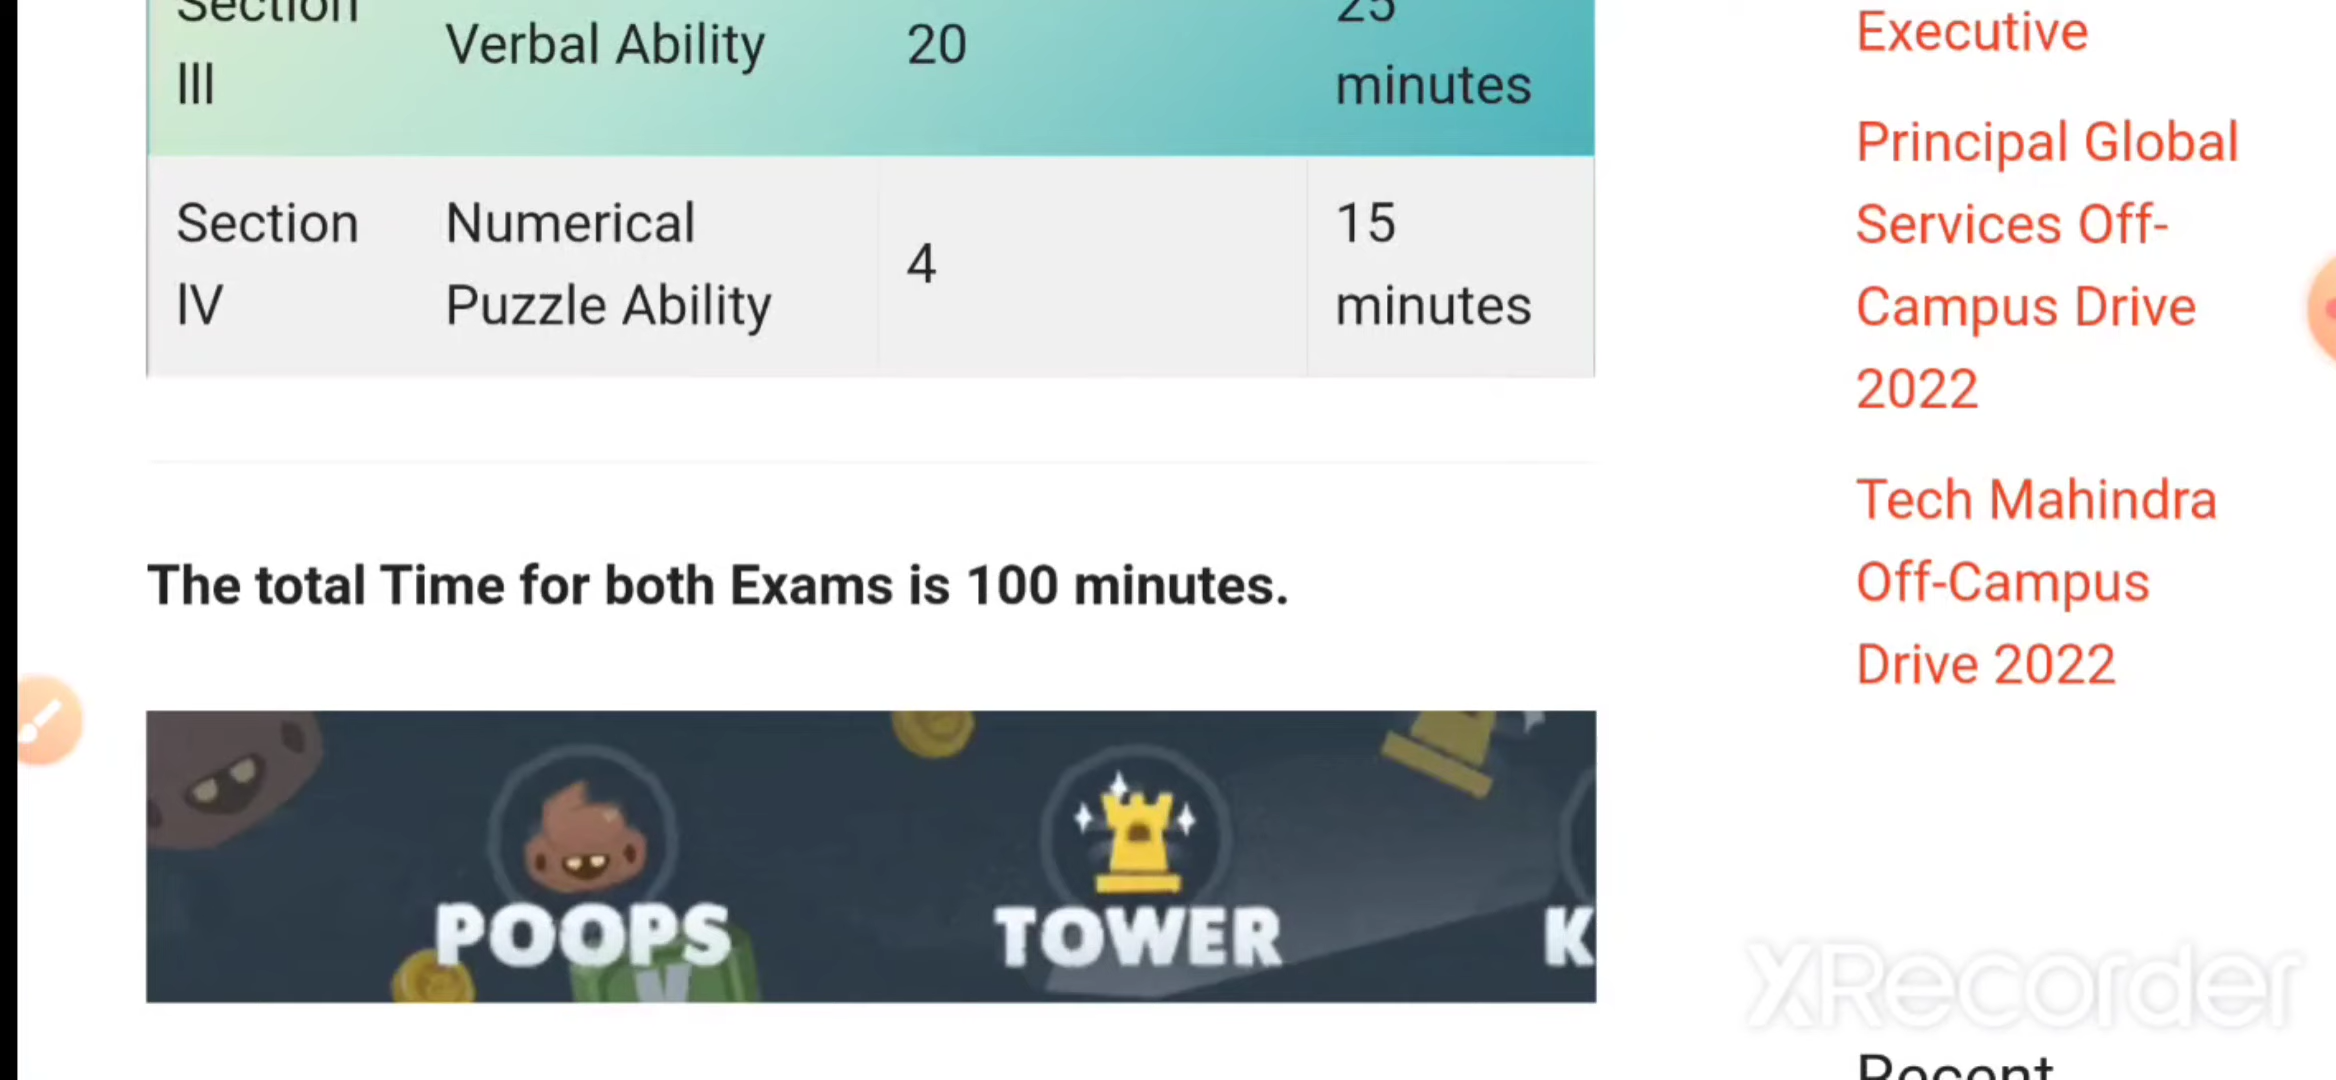 Section
III
Verbal Ability
20
25
minutes
Section
IV
Numerical
Puzzle Ability
4
15
minutes
The total Time for both Exams is 100 minutes.
POOPS
TOWER
K
Executive
Principal Global
Services Off-
Campus Drive
2022
Tech Mahindra
Off-Campus
Drive 2022
XRecorder
Recent